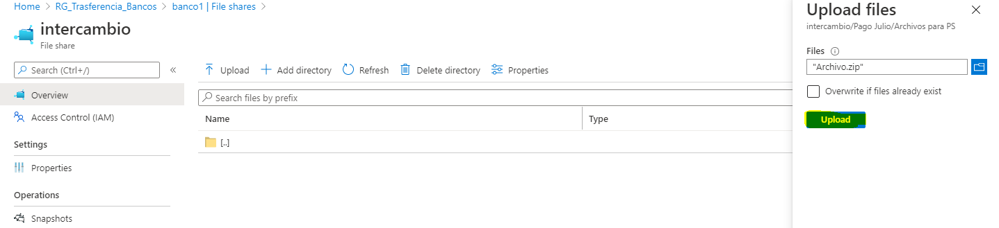 Home > RG_Trasferencia_Bancos > banco1 | File shares >
intercambio
File share
Search (Ctrl+/)
«
Overview
Access Control (IAM)
Settings
Properties
Operations
Snapshots
Upload Add directory Refresh Delete directory Properties
Search files by prefix
Name Type
[..]
Upload files
intercambio/Pago Julio/Archivos para PS
Files
"Archivo.zip"
Overwrite if files already exist
Upload